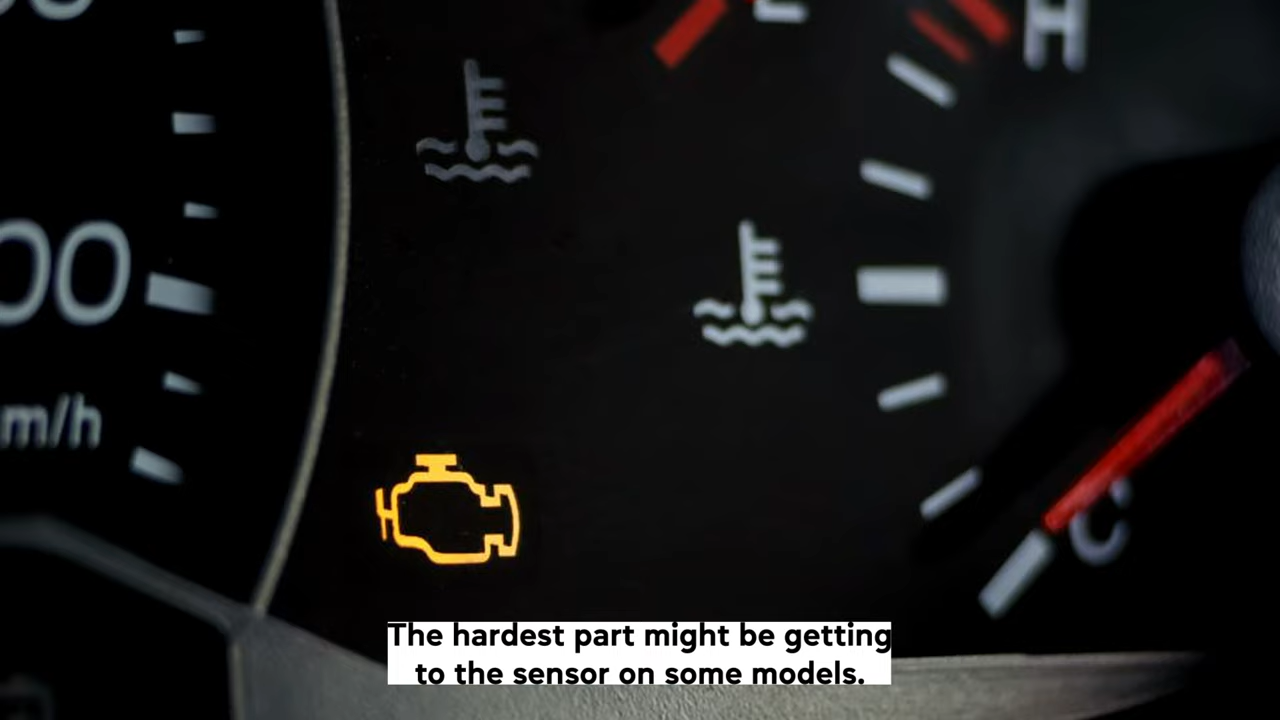 H
00
m/h
C
The hardest part might be getting
to the sensor on some models.